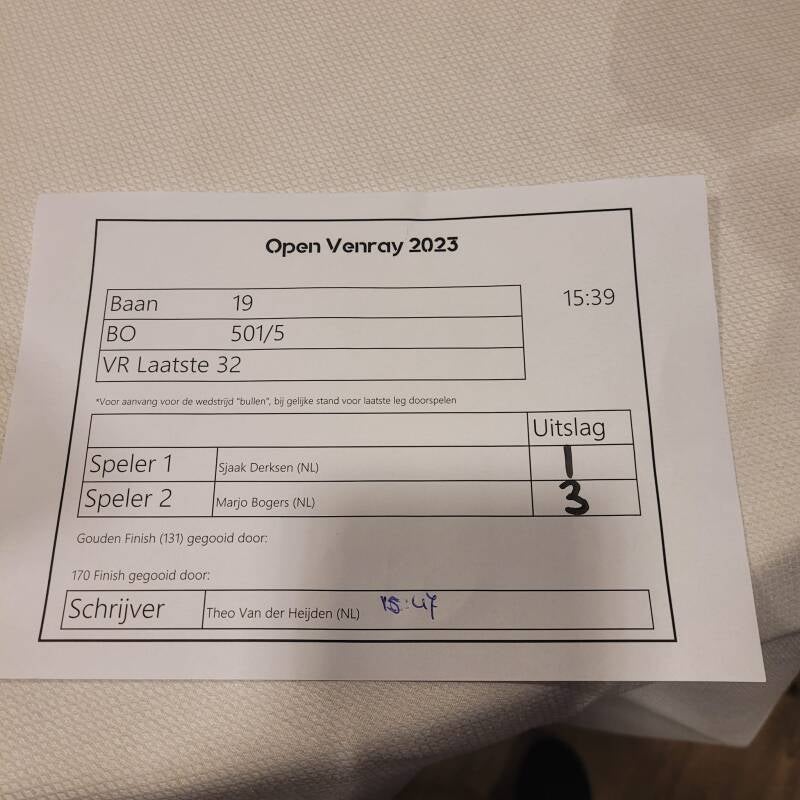 Open Venray 2023
Baan 19 15:39
BO 501/5
VR Laatste 32
*Voor aanvang voor de wedstrijd "bullen", bij gelijke stand voor laatste leg doorspelen
Uitslag
Speler 1 Sjaak Derksen (NL) 1
Speler 2 Marjo Bogers (NL) 3
Gouden Finish (131) gegooid door:
170 Finish gegooid door:
Schrijver Theo Van der Heijden (NL) 15:47